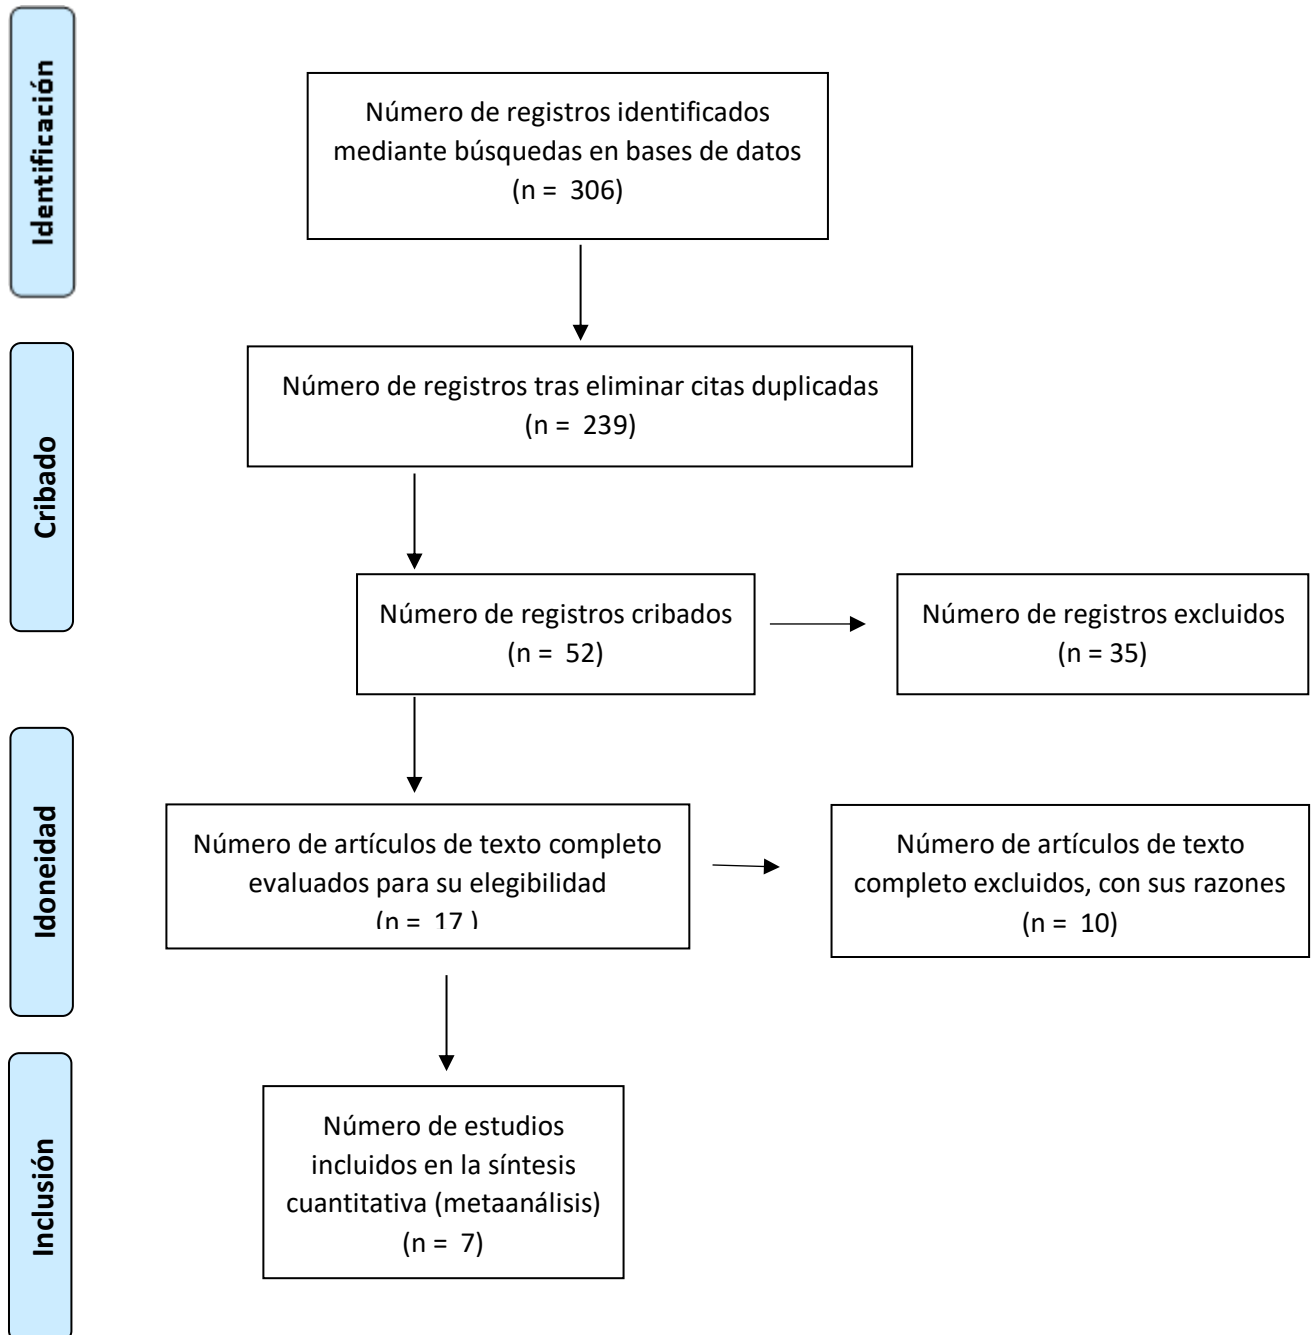 Identificación
Número de registros identificados
mediante búsquedas en bases de datos
(n =  306)
Cribado
Número de registros tras eliminar citas duplicadas
(n =  239)
Número de registros cribados
(n =  52)
Número de registros excluidos
(n = 35)
Idoneidad
Número de artículos de texto completo
evaluados para su elegibilidad
(n =  17 )
Número de artículos de texto
completo excluidos, con sus razones
(n =  10)
Inclusión
Número de estudios
incluidos en la síntesis
cuantitativa (metaanálisis)
(n =  7)